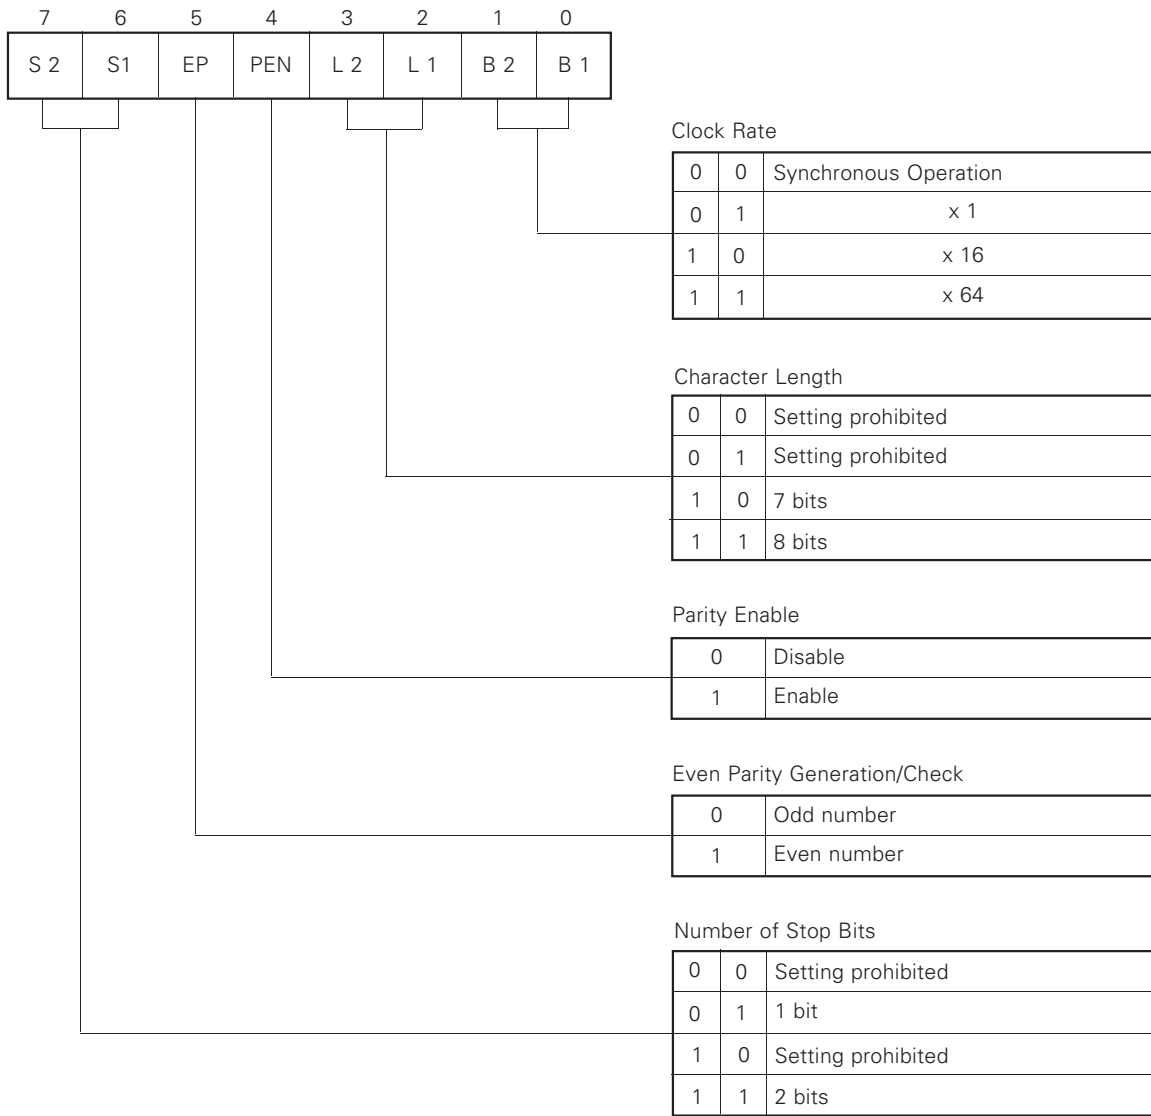 7 6 5 4 3 2 1 0
S 2 S1 EP PEN L 2 L 1 B 2 B 1
Clock Rate
0 0 Synchronous Operation
0 1 x 1
1 0 x 16
1 1 x 64
Character Length
0 0 Setting prohibited
0 1 Setting prohibited
1 0 7 bits
1 1 8 bits
Parity Enable
0 Disable
1 Enable
Even Parity Generation/Check
0 Odd number
1 Even number
Number of Stop Bits
0 0 Setting prohibited
0 1 1 bit
1 0 Setting prohibited
1 1 2 bits